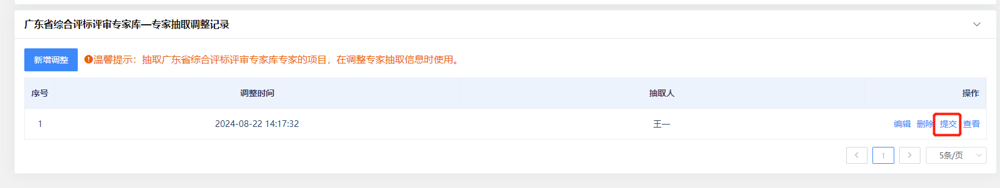 广东省综合评标评审专家库—专家抽取调整记录
新增调整 温馨提示：抽取广东省综合评标评审专家库专家的项目，在调整专家抽取信息时使用。
序号 调整时间 抽取人 操作
1 2024-08-22 14:17:32 王一 编辑 删除 提交 查看
1 5条/页